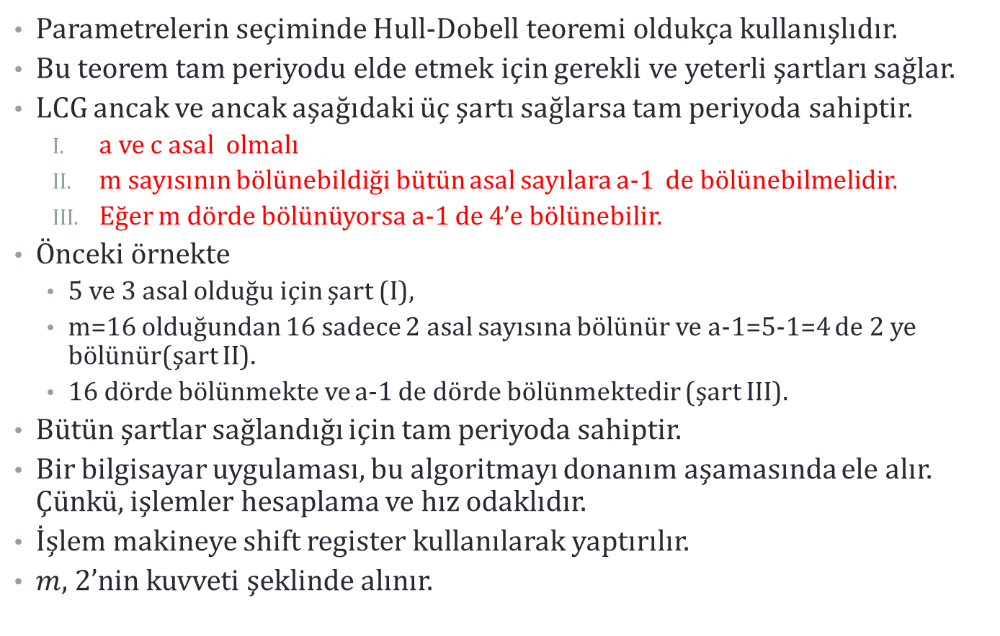 • Parametrelerin seçiminde Hull-Dobell teoremi oldukça kullanışlıdır.
• Bu teorem tam periyodu elde etmek için gerekli ve yeterli şartları sağlar.
• LCG ancak ve ancak aşağıdaki üç şartı sağlarsa tam periyoda sahiptir.
I. a ve c asal olmalı
II. m sayısının bölünebildiği bütün asal sayılara a-1 de bölünebilmelidir.
III. Eğer m dörde bölünüyorsa a-1 de 4’e bölünebilir.
• Önceki örnekte
• 5 ve 3 asal olduğu için şart (I),
• m=16 olduğundan 16 sadece 2 asal sayısına bölünür ve a-1=5-1=4 de 2 ye
bölünür(şart II).
• 16 dörde bölünmekte ve a-1 de dörde bölünmektedir (şart III).
• Bütün şartlar sağlandığı için tam periyoda sahiptir.
• Bir bilgisayar uygulaması, bu algoritmayı donanım aşamasında ele alır.
Çünkü, işlemler hesaplama ve hız odaklıdır.
• İşlem makineye shift register kullanılarak yaptırılır.
• m, 2’nin kuvveti şeklinde alınır.